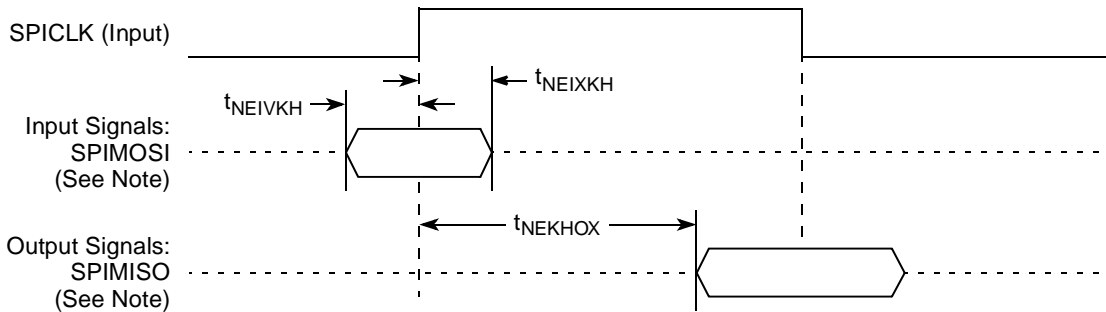 SPICLK (Input)
tNEIXKH
tNEIVKH
Input Signals:
SPIMOSI
(See Note)
tNEKHOX
Output Signals:
SPIMISO
(See Note)